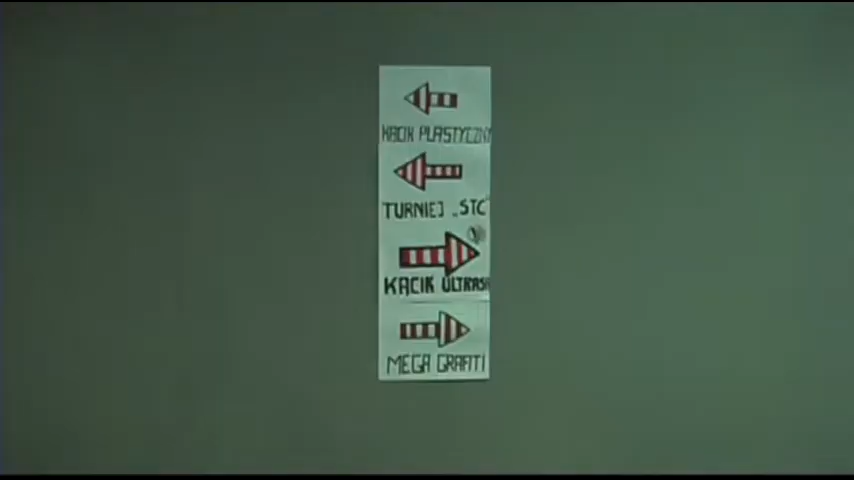 KĄCIK PLASTYCZNY
TURNIEJ „STC"
KĄCIK ULTRASA
MEGA GRAFITI